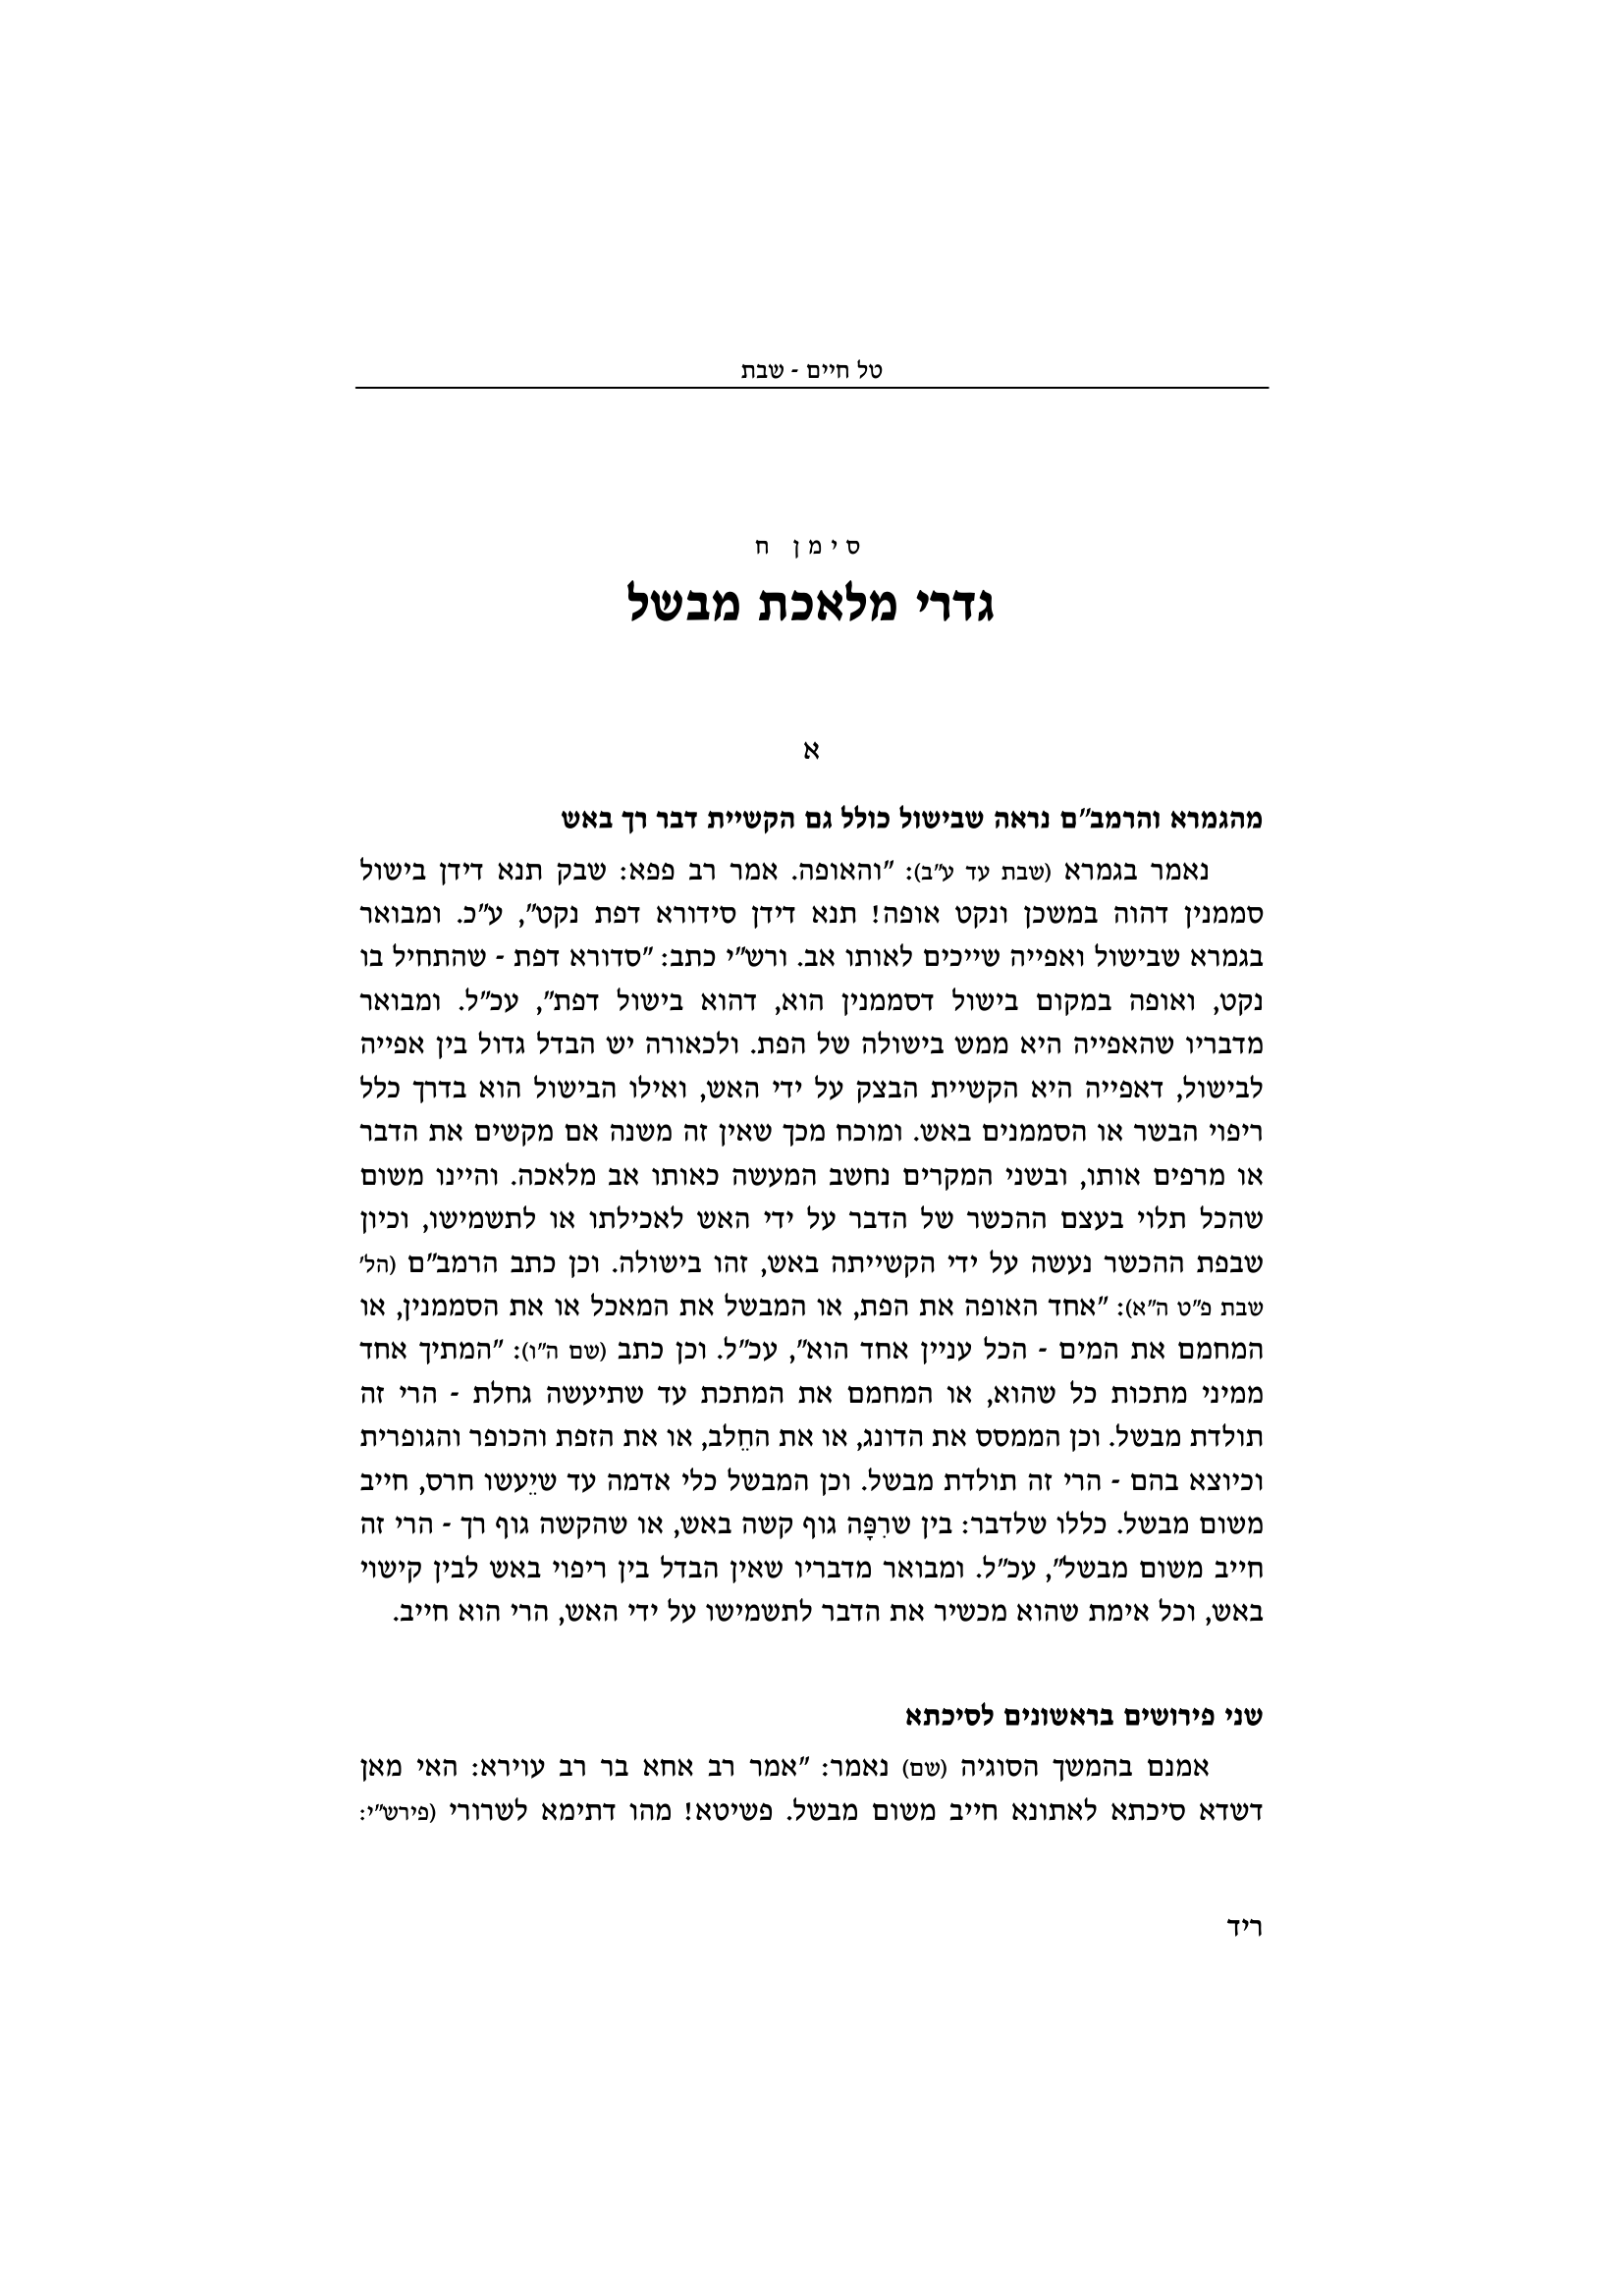 טל חיים - שבת
סימן ח
גדרי מלאכת מבשל
א
מהגמרא והרמב"ם נראה שבישול כולל גם הקשיית דבר רך באש
נאמר בגמרא (שבת עד ע"ב): "והאופה. אמר רב פפא: שבק תנא דידן בישול
סממנין דהוה במשכן ונקט אופה! תנא דידן סידורא דפת נקט", ע"כ. ומבואר
בגמרא שבישול ואפייה שייכים לאותו אב. ורש"י כתב: "סדורא דפת - שהתחיל בו
נקט, ואופה במקום בישול דסממנין הוא, דהוא בישול דפת", עכ"ל. ומבואר
מדבריו שהאפייה היא ממש בישולה של הפת. ולכאורה יש הבדל גדול בין אפייה
לבישול, דאפייה היא הקשיית הבצק על ידי האש, ואילו הבישול הוא בדרך כלל
ריפוי הבשר או הסממנים באש. ומוכח מכך שאין זה משנה אם מקשים את הדבר
או מרפים אותו, ובשני המקרים נחשב המעשה כאותו אב מלאכה. והיינו משום
שהכל תלוי בעצם ההכשר של הדבר על ידי האש לאכילתו או לתשמישו, וכיון
שבפת ההכשר נעשה על ידי הקשייתה באש, זהו בישולה. וכן כתב הרמב"ם (הל'
שבת פ"ט ה"א): "אחד האופה את הפת, או המבשל את המאכל או את הסממנין, או
המחמם את המים - הכל עניין אחד הוא", עכ"ל. וכן כתב (שם ה"ו): "המתיך אחד
ממיני מתכות כל שהוא, או המחמם את המתכת עד שתיעשה גחלת - הרי זה
תולדת מבשל. וכן הממסס את הדונג, או את החֵלב, או את הזפת והכופר והגופרית
וכיוצא בהם - הרי זה תולדת מבשל. וכן המבשל כלי אדמה עד שיֵּעשו חרס, חייב
משום מבשל. כללו שלדבר: בין שרִפָּה גוף קשה באש, או שהקשה גוף רך - הרי זה
חייב משום מבשל", עכ"ל. ומבואר מדבריו שאין הבדל בין ריפוי באש לבין קישוי
באש, וכל אימת שהוא מכשיר את הדבר לתשמישו על ידי האש, הרי הוא חייב.
שני פירושים בראשונים לסיכתא
אמנם בהמשך הסוגיה (שם) נאמר: "אמר רב אחא בר רב עוירא: האי מאן
דשדא סיכתא לאתונא חייב משום מבשל. פשיטא! מהו דתימא לשרורי (פירש"י:
ריד